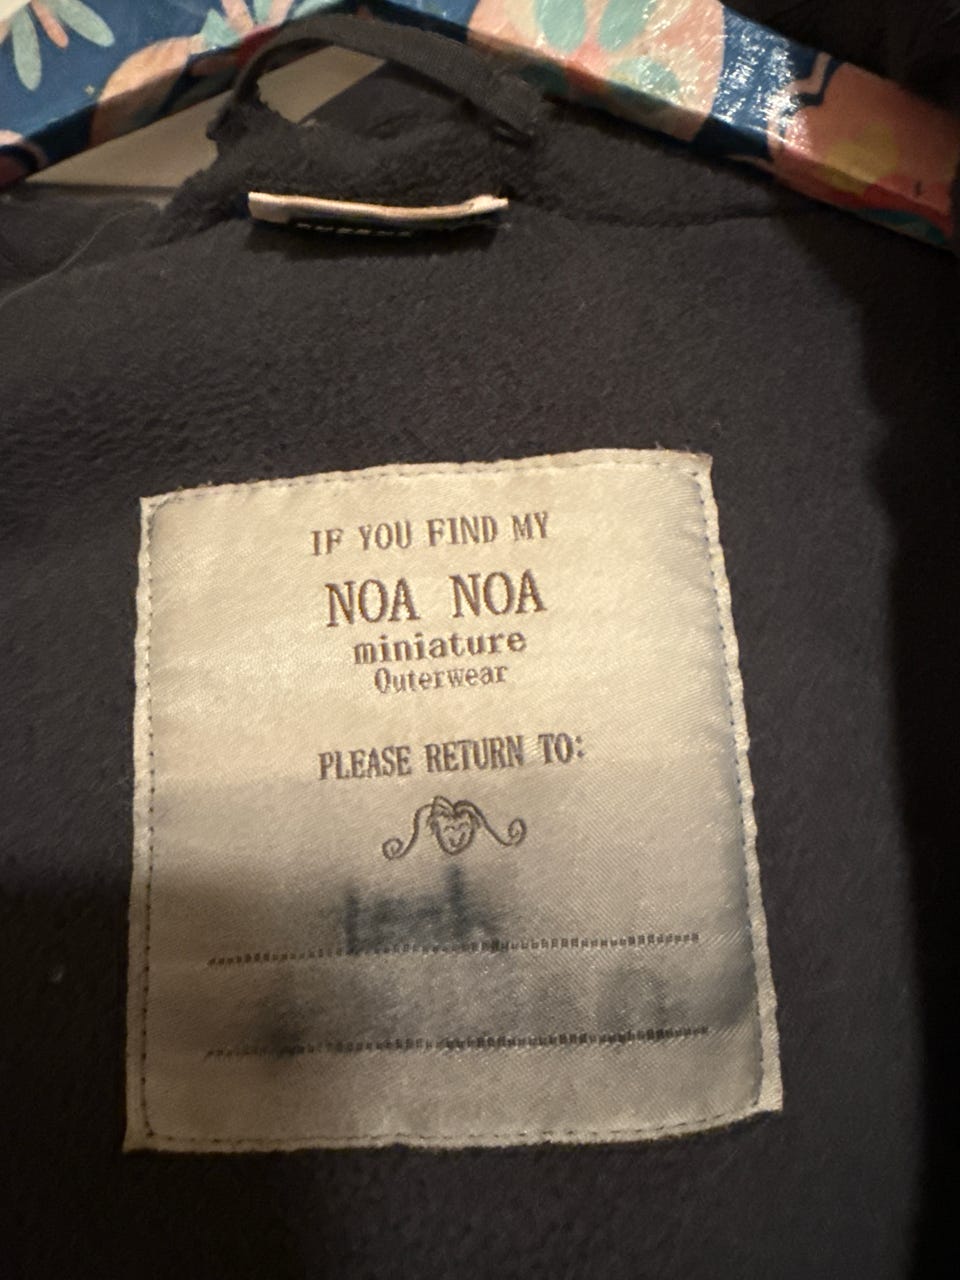 IF YOU FIND MY
NOA NOA
miniature
Outerwear
PLEASE RETURN TO: